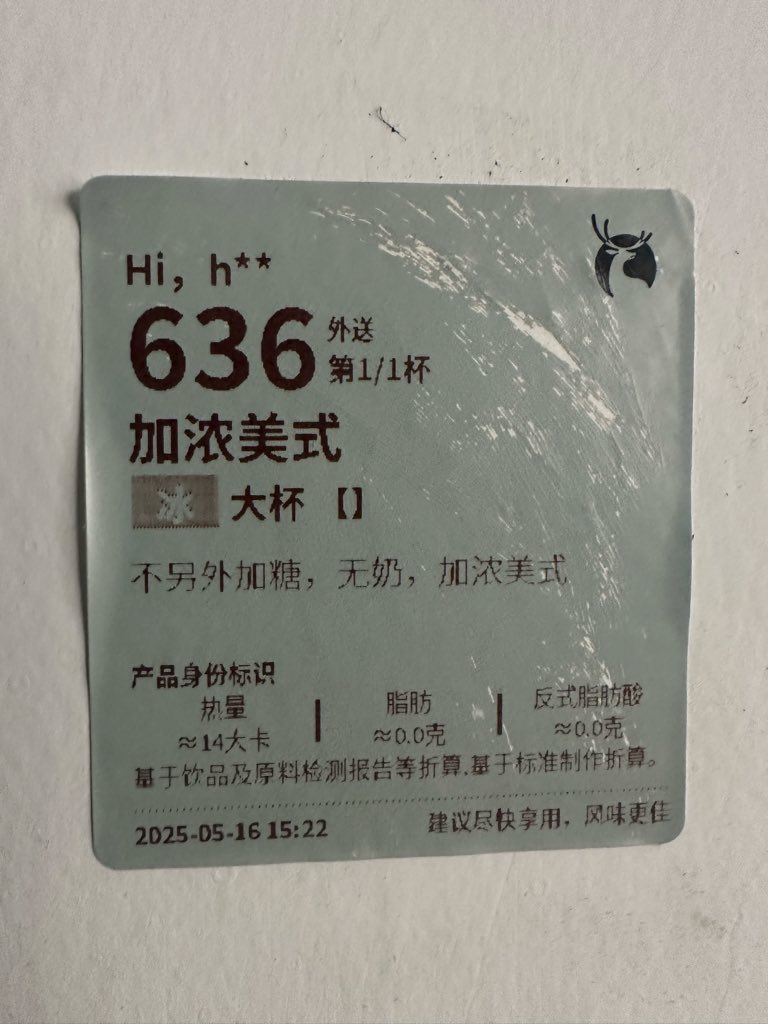 Hi，h**
636 外送
第1/1杯
加浓美式
冰 大杯 【】
不另外加糖，无奶，加浓美式
产品身份标识
热量 | 脂肪 | 反式脂肪酸
≈14大卡 ≈0.0克 ≈0.0克
基于饮品及原料检测报告等折算.基于标准制作折算。
2025-05-16 15:22 建议尽快享用，风味更佳